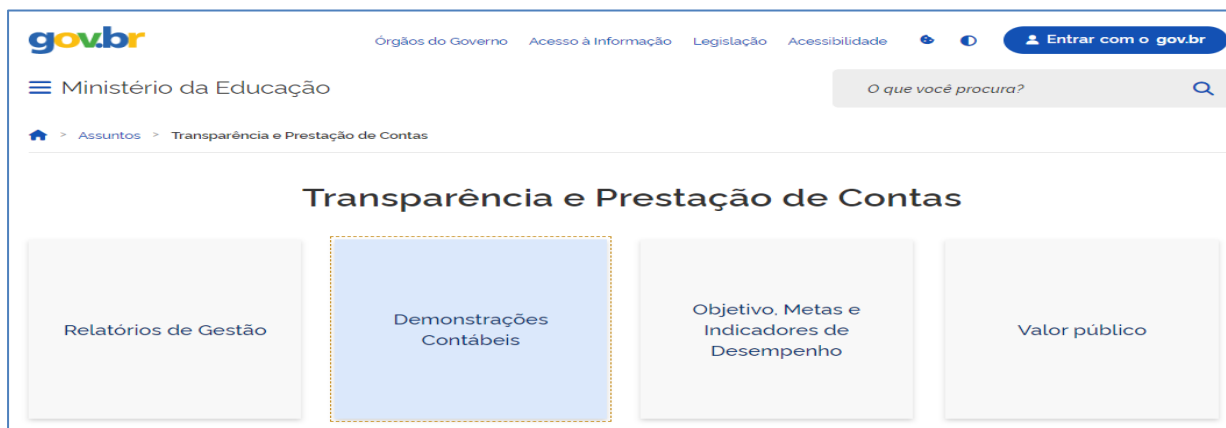 gov.br
Órgãos do Governo Acesso à Informação Legislação Acessibilidade Entrar com o gov.br
Ministério da Educação O que você procura?
> Assuntos > Transparência e Prestação de Contas
Transparência e Prestação de Contas
Relatórios de Gestão
Demonstrações
Contábeis
Objetivo, Metas e
Indicadores de
Desempenho
Valor público